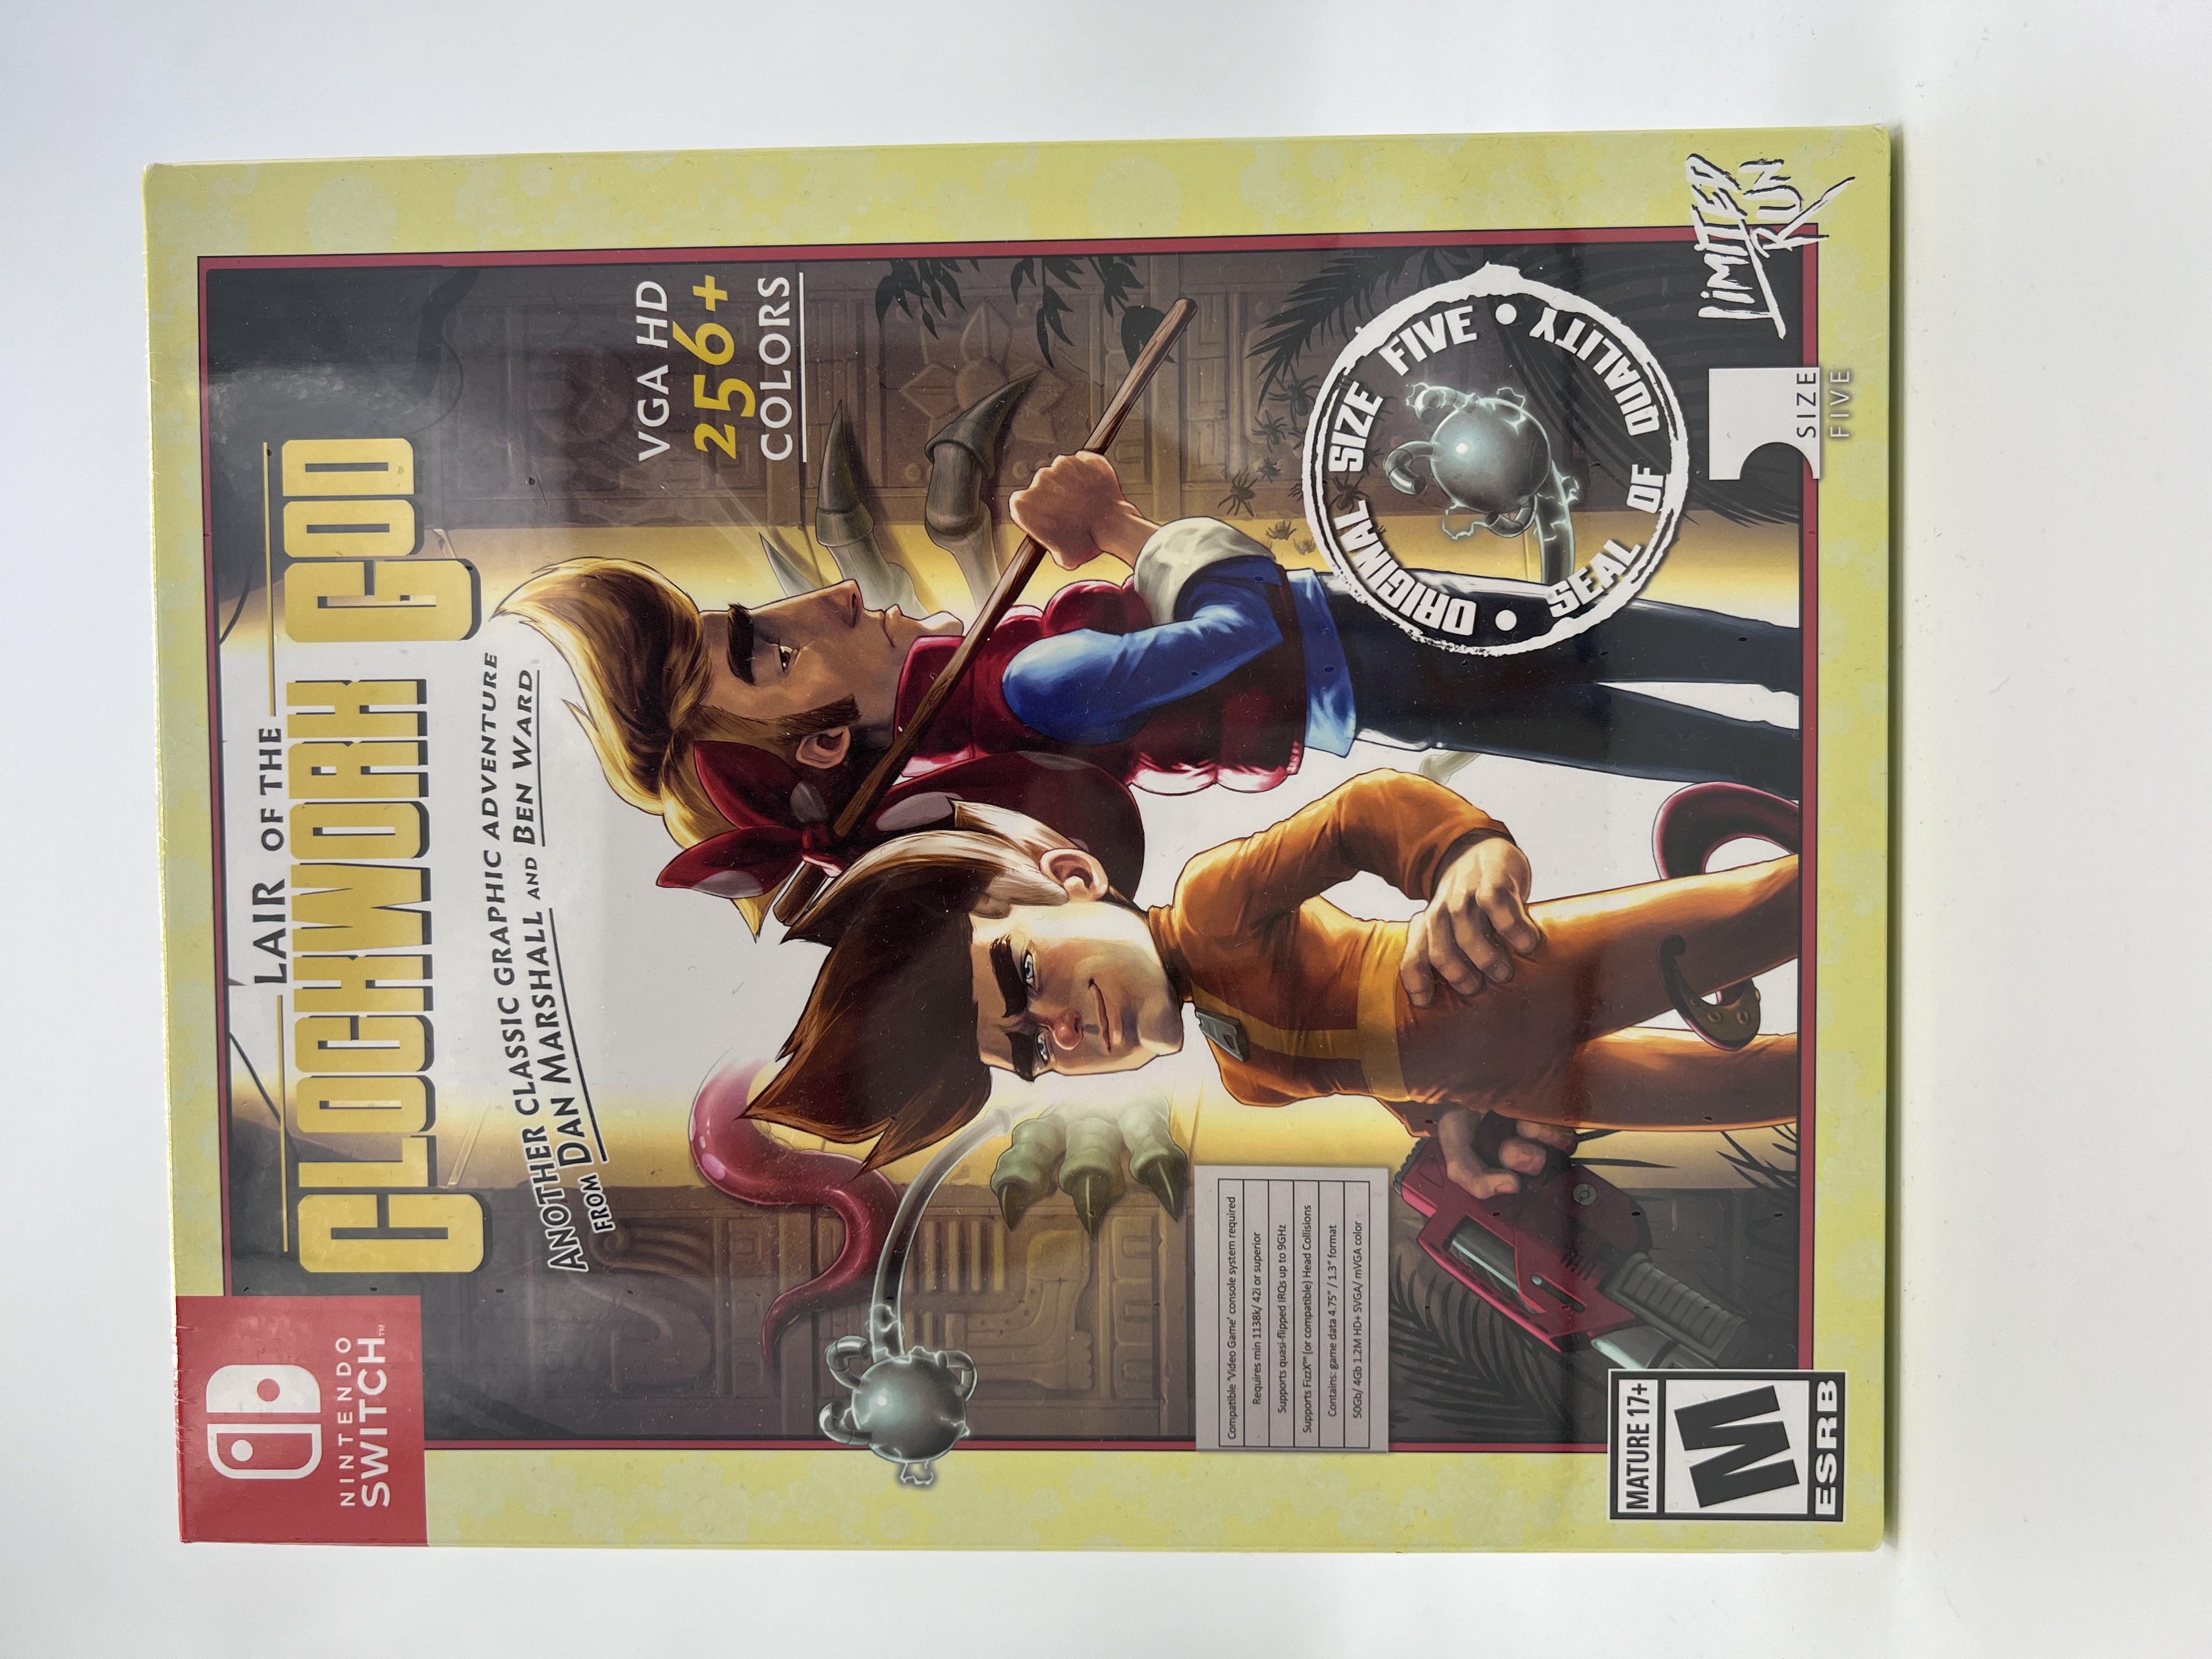 NINTENDO
SWITCH™
LAIR OF THE
CLOCKWORK GOD
ANOTHER CLASSIC GRAPHIC ADVENTURE
FROM DAN MARSHALL AND BEN WARD
VGA HD
256+
COLORS
Compatible 'Video Game' console system required
Requires min 1138k/ 42i or superior
Supports quasi-flipped IRQs up to 9GHz
Supports FizzX™ (or compatible) Head Collisions
Contains: game data 4.75" / 1.3" format
50Gb/ 4Gb 1.2M HD+ SVGA/ mVGA color
ORIGINAL SIZE FIVE
SEAL OF QUALITY
MATURE 17+
M
ESRB
SIZE
FIVE
LIMITED
RUN